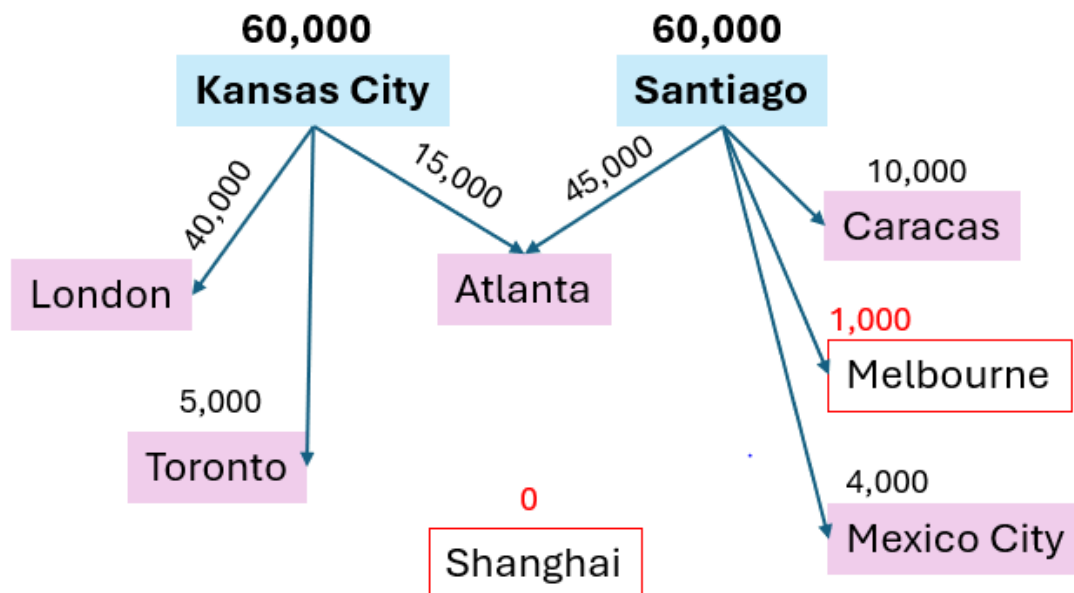 60,000
60,000
Kansas City
Santiago
40,000
15,000
45,000
10,000
Caracas
London
Atlanta
1,000
Melbourne
5,000
Toronto
4,000
Mexico City
0
Shanghai